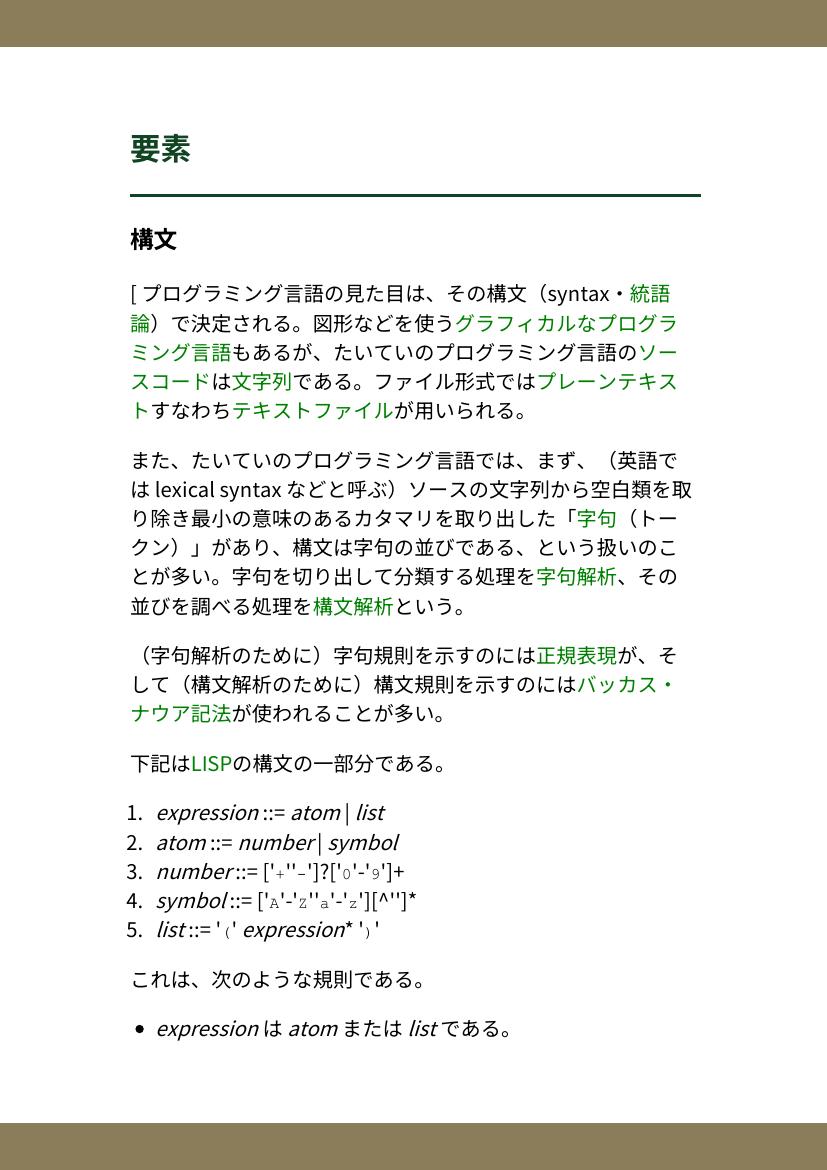 要素
構文
[ プログラミング言語の見た目は、その構文（syntax・統語
論）で決定される。図形などを使うグラフィカルなプログラ
ミング言語もあるが、たいていのプログラミング言語のソー
スコードは文字列である。ファイル形式ではプレーンテキス
トすなわちテキストファイルが用いられる。
また、たいていのプログラミング言語では、まず、（英語で
は lexical syntax などと呼ぶ）ソースの文字列から空白類を取
り除き最小の意味のあるカタマリを取り出した「字句（トー
クン）」があり、構文は字句の並びである、という扱いのこ
とが多い。字句を切り出して分類する処理を字句解析、その
並びを調べる処理を構文解析という。
（字句解析のために）字句規則を示すのには正規表現が、そ
して（構文解析のために）構文規則を示すのにはバッカス・
ナウア記法が使われることが多い。
下記はLISPの構文の一部分である。
1. expression ::= atom | list
2. atom ::= number | symbol
3. number ::= ['+''-']?['0'-'9']+
4. symbol ::= ['A'-'Z''a'-'z'][^'']*
5. list ::= '(' expression* ')'
これは、次のような規則である。
• expression は atom または list である。